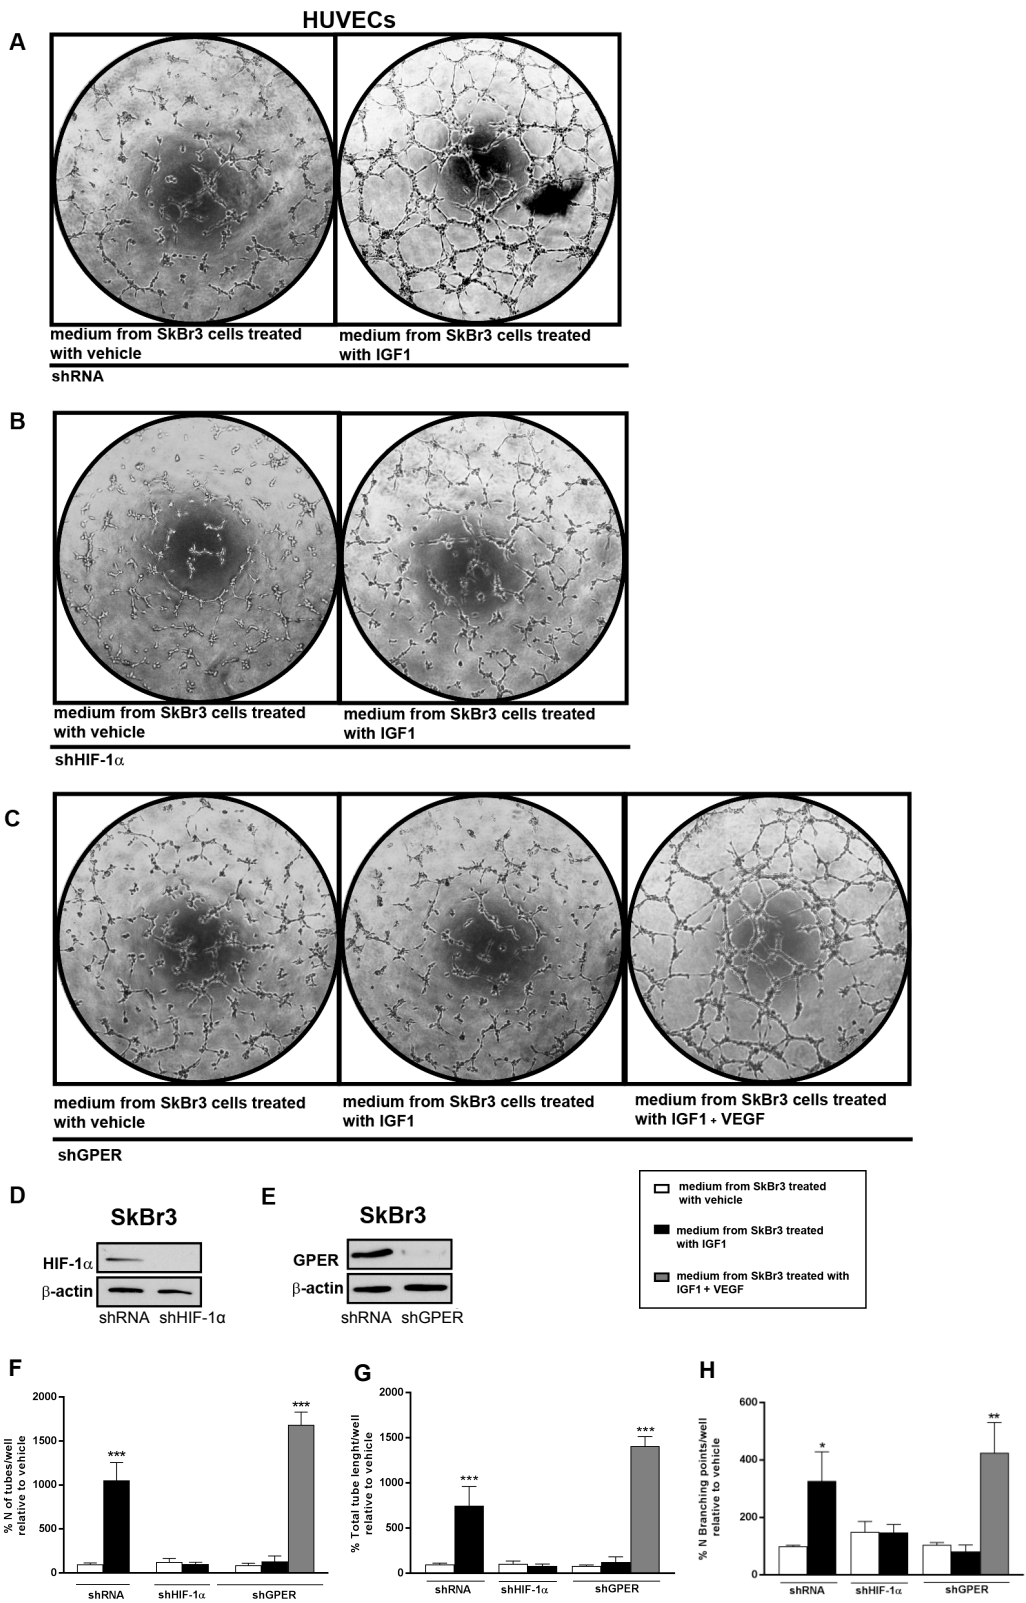 HUVECs
A
medium from SkBr3 cells treated
with vehicle
medium from SkBr3 cells treated
with IGF1
shRNA
B
medium from SkBr3 cells treated
with vehicle
medium from SkBr3 cells treated
with IGF1
shHIF-1α
C
medium from SkBr3 cells treated
with vehicle
medium from SkBr3 cells treated
with IGF1
medium from SkBr3 cells treated
with IGF1 + VEGF
shGPER
D
SkBr3
HIF-1α
β-actin
shRNA shHIF-1α
E
SkBr3
GPER
β-actin
shRNA shGPER
medium from SkBr3 treated
with vehicle
medium from SkBr3 treated
with IGF1
medium from SkBr3 treated with
IGF1 + VEGF
F
% N of tubes/well
relative to vehicle
2000
1500
1000
500
0
***
***
shRNA shHIF-1α shGPER
G
% Total tube lenght/well
relative to vehicle
2000
1500
1000
500
0
***
***
shRNA shHIF-1α shGPER
H
% N Branching points/well
relative to vehicle
600
400
200
0
*
**
shRNA shHIF-1α shGPER